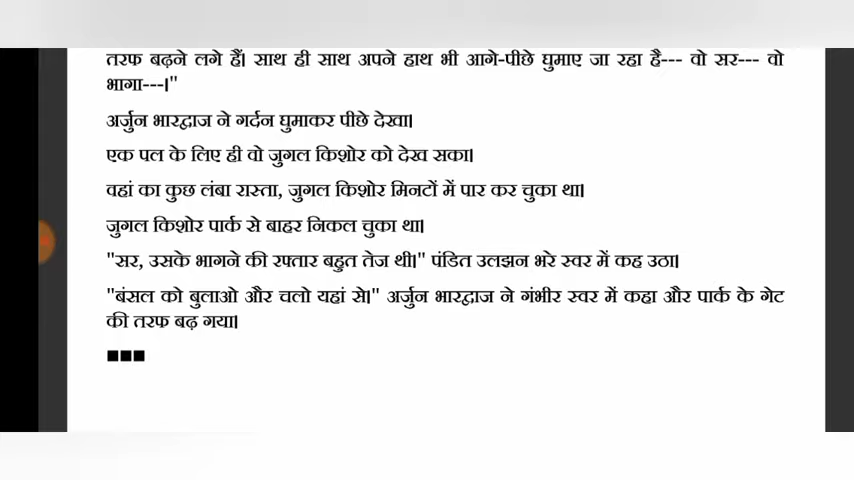 तरफ बढ़ने लगे हैं। साथ ही साथ अपने हाथ भी आगे-पीछे घुमाए जा रहा है--- वो सर--- वो
भागा---।"
अर्जुन भारद्वाज ने गर्दन घुमाकर पीछे देखा।
एक पल के लिए ही वो जुगल किशोर को देख सका।
वहां का कुछ लंबा रास्ता, जुगल किशोर मिनटों में पार कर चुका था।
जुगल किशोर पार्क से बाहर निकल चुका था।
"सर, उसके भागने की रफ्तार बहुत तेज थी।" पंडित उलझन भरे स्वर में कह उठा।
"बंसल को बुलाओ और चलो यहां से।" अर्जुन भारद्वाज ने गंभीर स्वर में कहा और पार्क के गेट
की तरफ बढ़ गया।
■■■